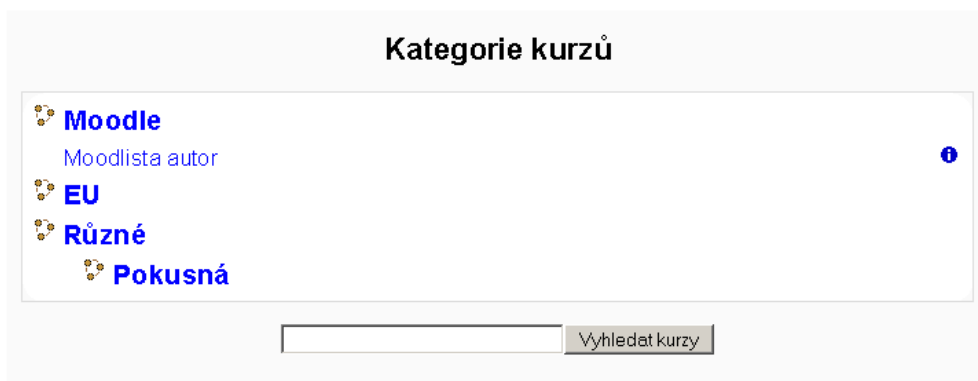 Kategorie kurzů
Moodle
Moodlista autor
EU
Různé
Pokusná
Vyhledat kurzy